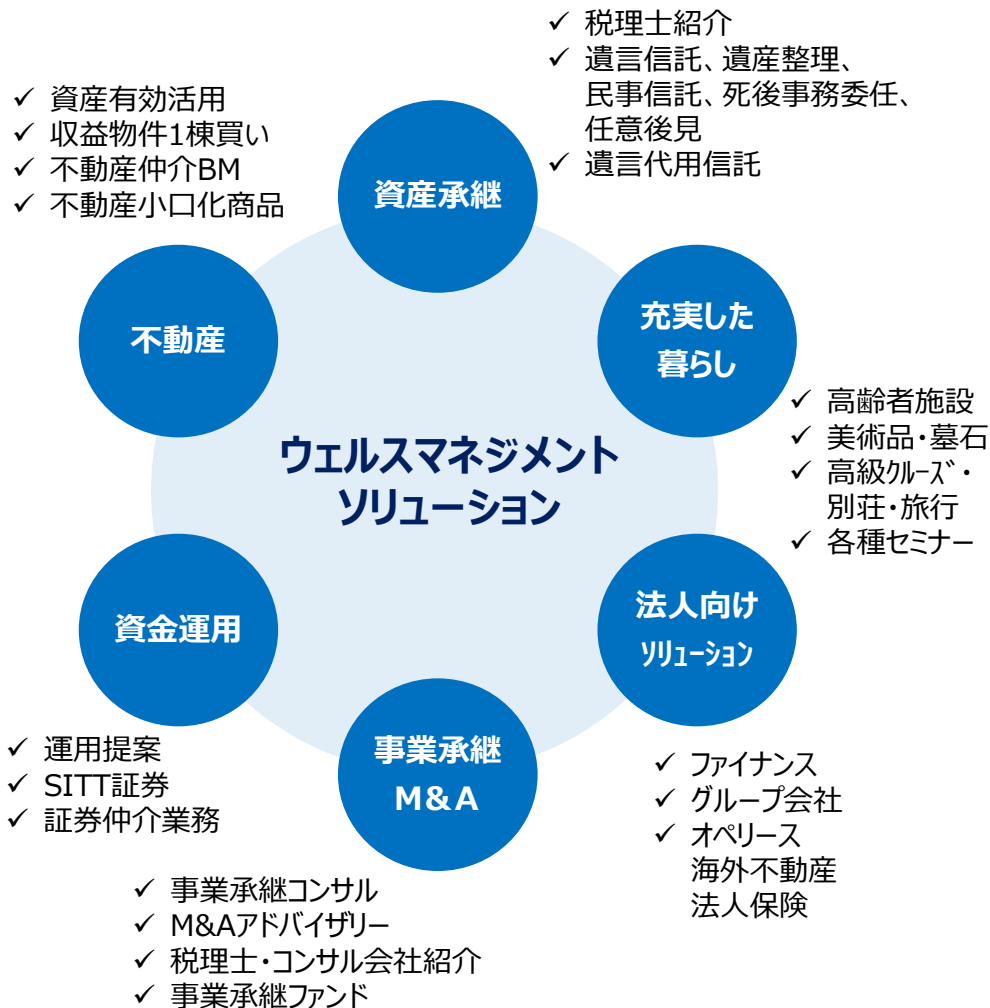 ✓ 税理士紹介
✓ 遺言信託、遺産整理、
民事信託、死後事務委任、
任意後見
✓ 遺言代用信託
✓ 資産有効活用
✓ 収益物件1棟買い
✓ 不動産仲介BM
✓ 不動産小口化商品
資産承継
不動産
充実した
暮らし
✓ 高齢者施設
✓ 美術品・墓石
✓ 高級ｸﾙｰｽﾞ・
別荘・旅行
✓ 各種セミナー
ウェルスマネジメント
ソリューション
資金運用
法人向け
ｿﾘｭｰｼｮﾝ
✓ 運用提案
✓ SITT証券
✓ 証券仲介業務
事業承継
M&A
✓ ファイナンス
✓ グループ会社
✓ オペリース
海外不動産
法人保険
✓ 事業承継コンサル
✓ M&Aアドバイザリー
✓ 税理士・コンサル会社紹介
✓ 事業承継ファンド